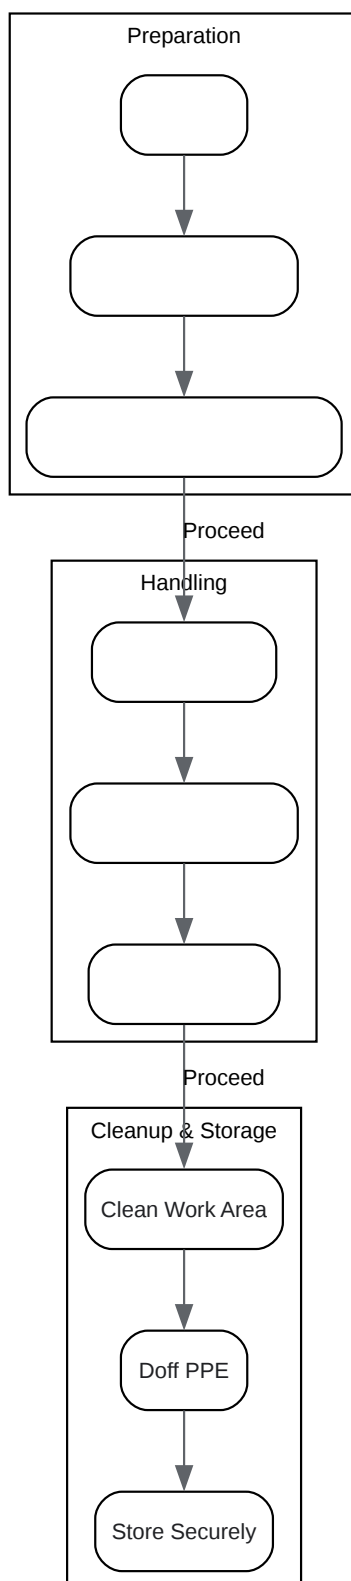 Preparation
Proceed
Handling
Proceed
Cleanup & Storage
Clean Work Area
Doff PPE
Store Securely